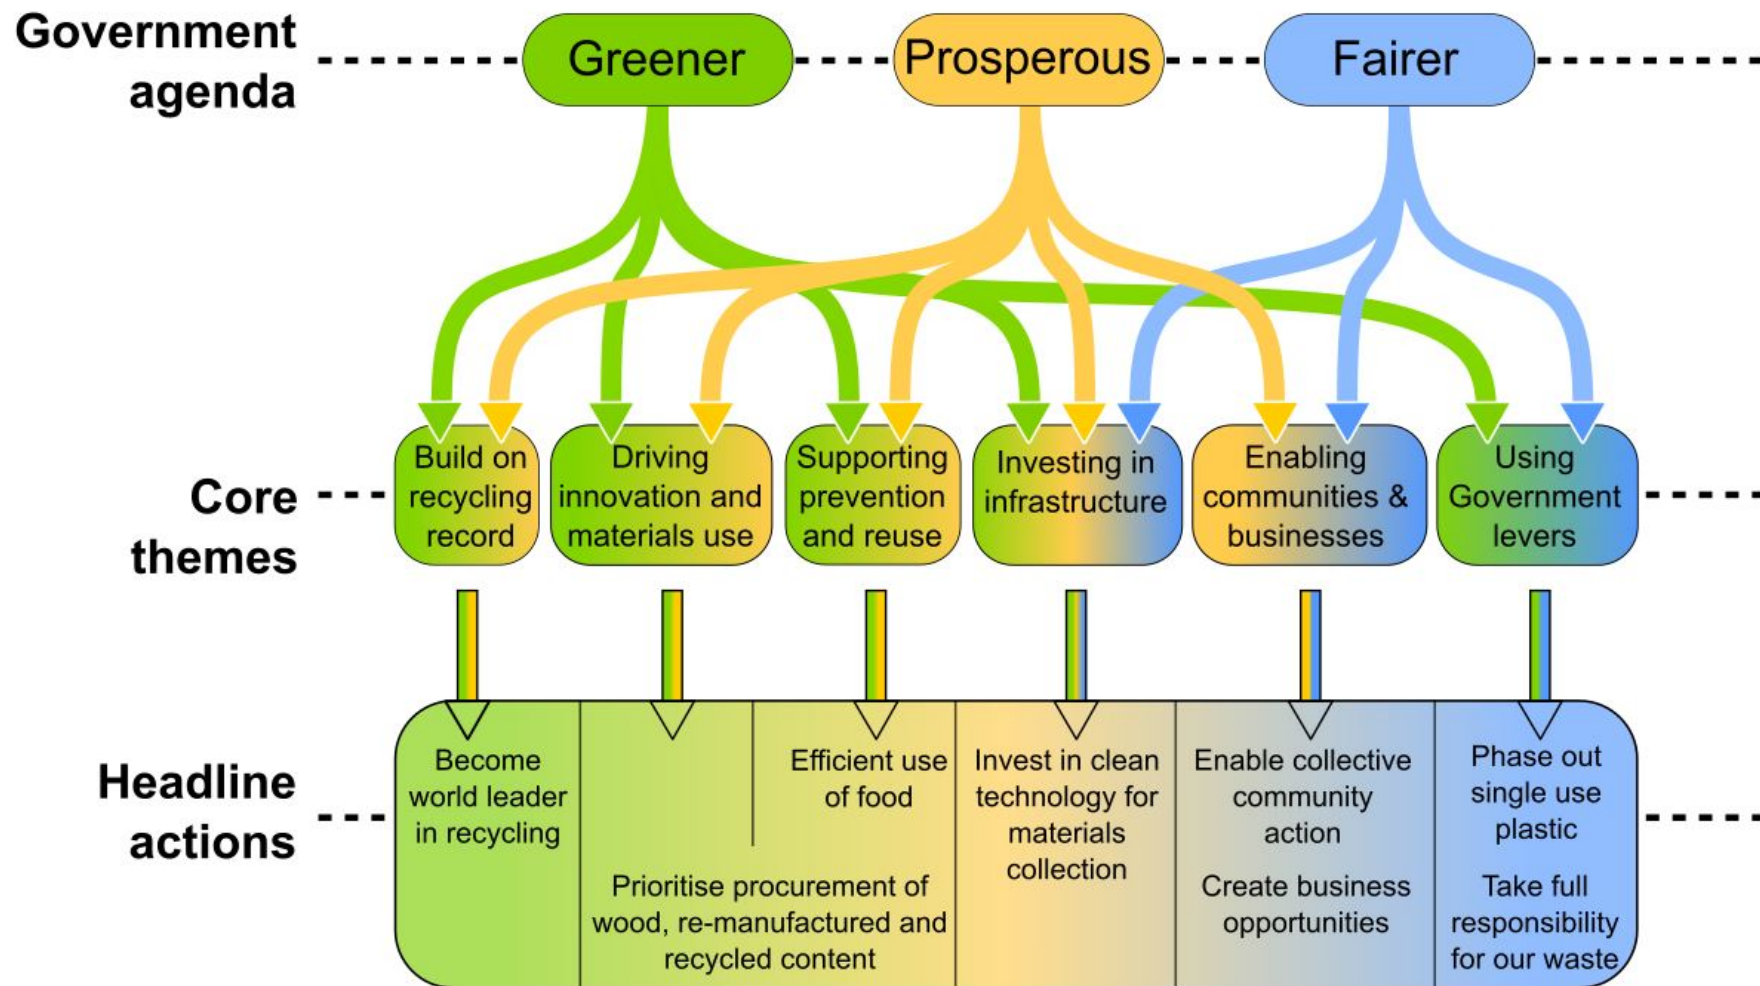 Government
agenda
Greener
Prosperous
Fairer
Core
themes
Build on
recycling
record
Driving
innovation and
materials use
Supporting
prevention
and reuse
Investing in
infrastructure
Enabling
communities &
businesses
Using
Government
levers
Headline
actions
Become
world leader
in recycling
Efficient use
of food
Prioritise procurement of
wood, re-manufactured and
recycled content
Invest in clean
technology for
materials
collection
Enable collective
community
action
Create business
opportunities
Phase out
single use
plastic
Take full
responsibility
for our waste